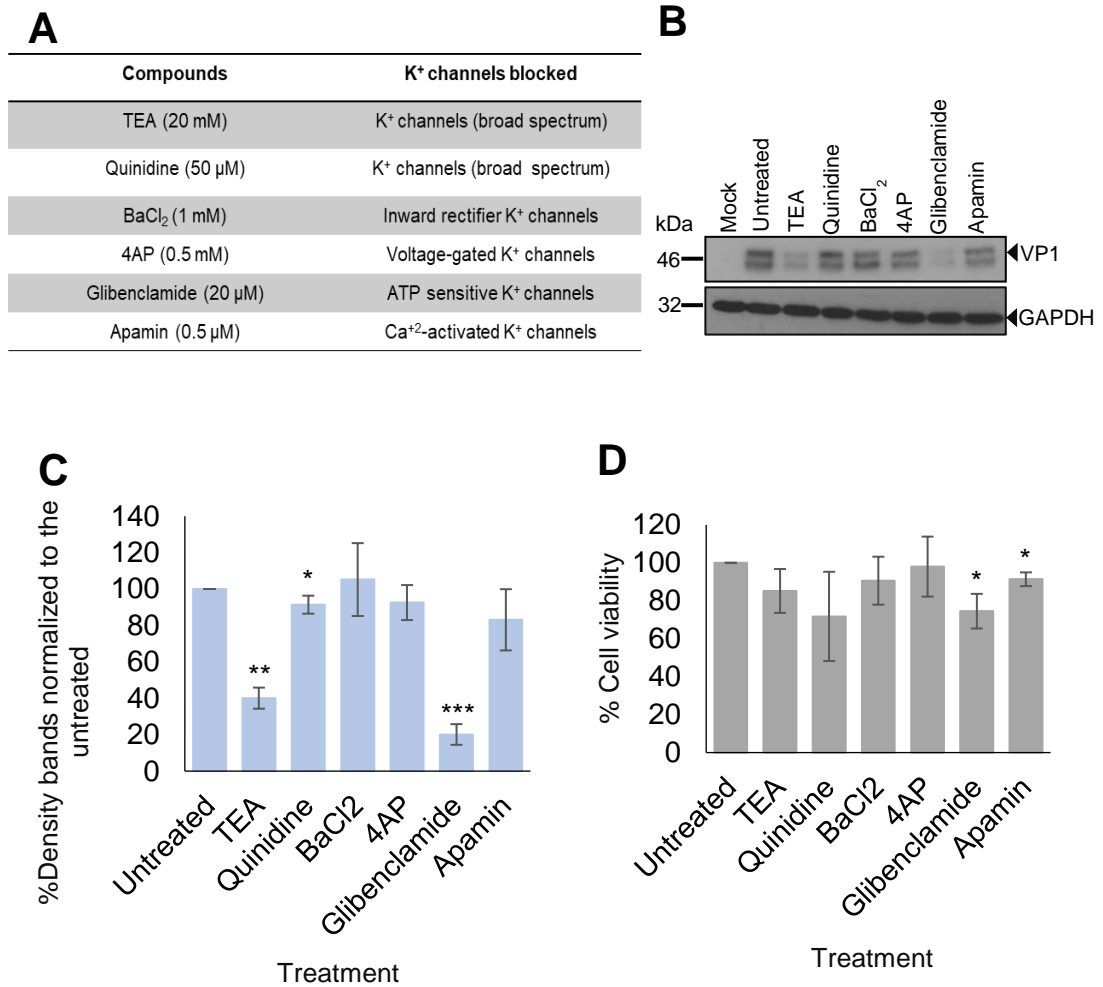 A
Compounds K+ channels blocked
TEA (20 mM) K+ channels (broad spectrum)
Quinidine (50 µM) K+ channels (broad spectrum)
BaCl2 (1 mM) Inward rectifier K+ channels
4AP (0.5 mM) Voltage-gated K+ channels
Glibenclamide (20 µM) ATP sensitive K+ channels
Apamin (0.5 µM) Ca+2-activated K+ channels
B
kDa
Mock
Untreated
TEA
Quinidine
BaCl2
4AP
Glibenclamide
Apamin
46
VP1
32
GAPDH
C
%Density bands normalized to the
untreated
140
120
100
80
60
40
20
0
**
*
***
Untreated
TEA
Quinidine
BaCl2
4AP
Glibenclamide
Apamin
Treatment
D
% Cell viability
120
100
80
60
40
20
0
*
*
Untreated
TEA
Quinidine
BaCl2
4AP
Glibenclamide
Apamin
Treatment